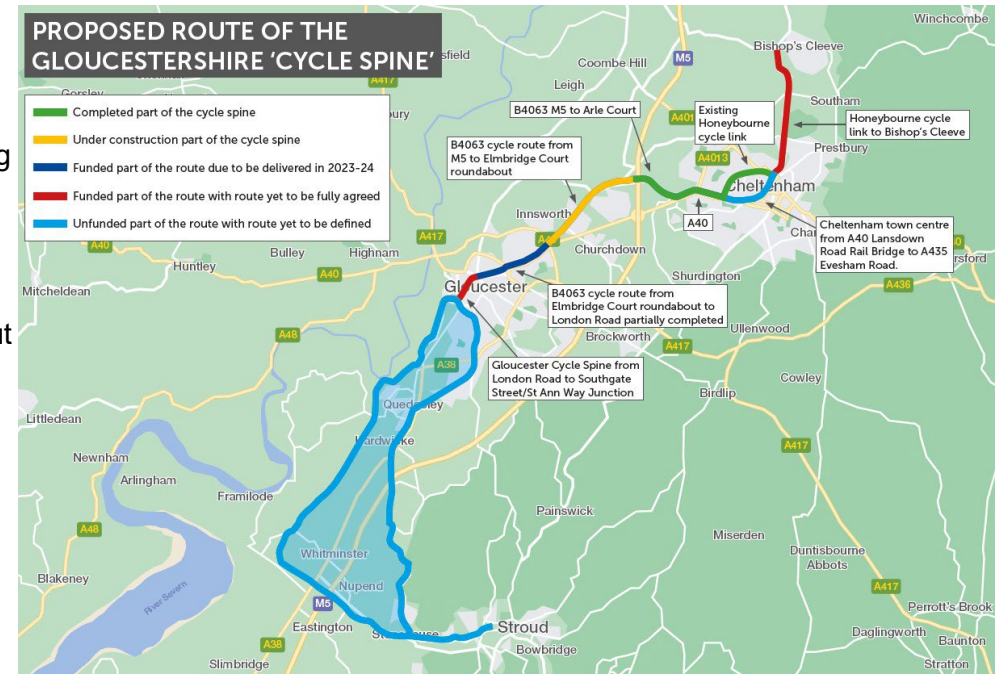 PROPOSED ROUTE OF THE
GLOUCESTERSHIRE ‘CYCLE SPINE’
Completed part of the cycle spine
Under construction part of the cycle spine
Funded part of the route due to be delivered in 2023-24
Funded part of the route with route yet to be fully agreed
Unfunded part of the route with route yet to be defined
Winchcombe
Bishop's Cleeve
Coombe Hill
M5
Leigh
A417
Southam
B4063 M5 to Arle Court
Existing
Honeybourne
cycle link
Honeybourne cycle
link to Bishop's Cleeve
Prestbury
B4063 cycle route from
M5 to Elmbridge Court
roundabout
A4013
Cheltenham
Innsworth
A40
Cheltenham town centre
from A40 Lansdown
Road Rail Bridge to A435
Evesham Road.
A417
A40
Bulley
Highnam
Churchdown
Huntley
A40
Mitcheldean
Gloucester
Shurdington
A436
B4063 cycle route from
Elmbridge Court roundabout to
London Road partially completed
Ullenwood
A48
Brockworth
A417
A38
Gloucester Cycle Spine from
London Road to Southgate
Street/St Ann Way Junction
Cowley
Birdlip
Quedgeley
Littledean
Hardwicke
A417
Newnham
Arlingham
Framilode
Painswick
A48
Miserden
Whitminster
Duntisbourne
Abbots
Blakeney
Nupend
A417
River Severn
M5
Perrott's Brook
Eastington
Stonehouse
Stroud
Daglingworth
Baunton
A38
Bowbridge
Slimbridge
Stratton